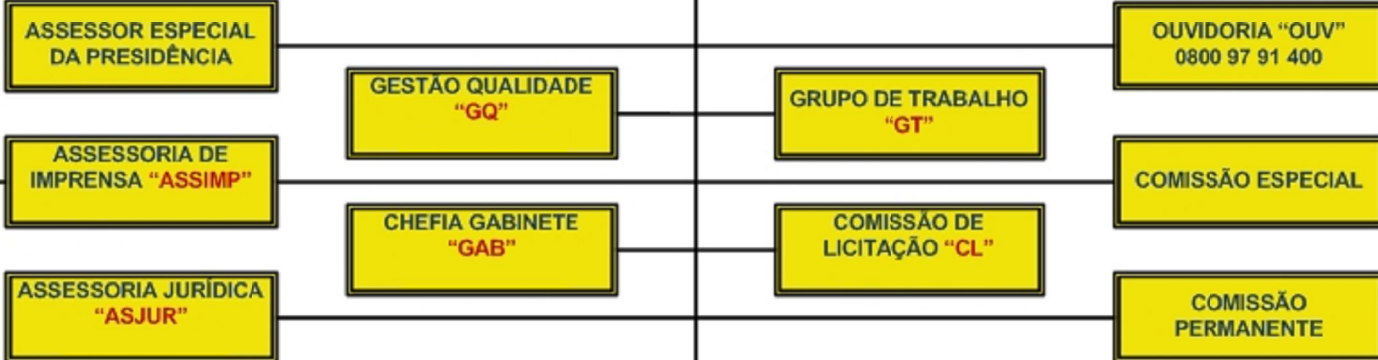 ASSESSOR ESPECIAL
DA PRESIDÊNCIA
OUVIDORIA “OUV”
0800 97 91 400
GESTÃO QUALIDADE
“GQ”
GRUPO DE TRABALHO
“GT”
ASSESSORIA DE
IMPRENSA “ASSIMP”
COMISSÃO ESPECIAL
CHEFIA GABINETE
“GAB”
COMISSÃO DE
LICITAÇÃO “CL”
ASSESSORIA JURÍDICA
“ASJUR”
COMISSÃO
PERMANENTE